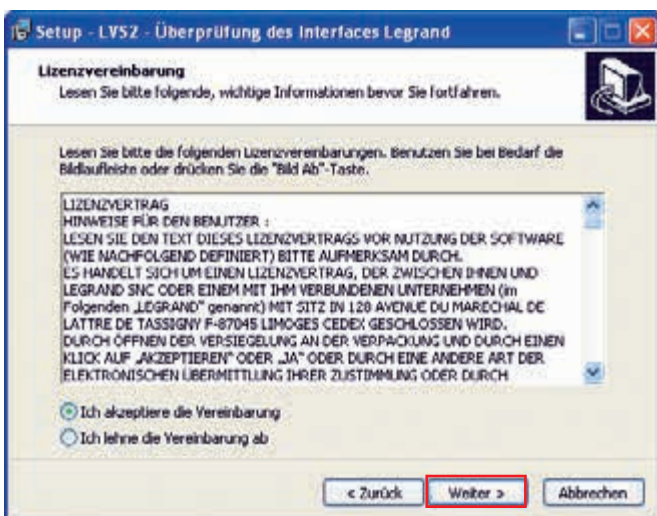 Setup - LVS2 - Überprüfung des Interfaces Legrand
Lizenzvereinbarung
Lesen Sie bitte folgende, wichtige Informationen bevor Sie fortfahren.
Lesen Sie bitte die folgenden Lizenzvereinbarungen. Benutzen Sie bei Bedarf die
Bildlaufleiste oder drücken Sie die "Bild Ab"-Taste.
LIZENZVERTRAG
HINWEISE FÜR DEN BENUTZER :
LESEN SIE DEN TEXT DIESES LIZENZVERTRAGS VOR NUTZUNG DER SOFTWARE
(WIE NACHFOLGEND DEFINIERT) BITTE AUFMERKSAM DURCH.
ES HANDELT SICH UM EINEN LIZENZVERTRAG, DER ZWISCHEN IHNEN UND
LEGRAND SNC ODER EINEM MIT IHM VERBUNDENEN UNTERNEHMEN (im
Folgenden „LEGRAND" genannt) MIT SITZ IN 128 AVENUE DU MARECHAL DE
LATTRE DE TASSIGNY F-87045 LIMOGES CEDEX GESCHLOSSEN WIRD.
DURCH ÖFFNEN DER VERSIEGELUNG AN DER VERPACKUNG UND DURCH EINEN
KLICK AUF „AKZEPTIEREN" ODER „JA" ODER DURCH EINE ANDERE ART DER
ELEKTRONISCHEN ÜBERMITTLUNG IHRER ZUSTIMMUNG ODER DURCH
Ich akzeptiere die Vereinbarung
Ich lehne die Vereinbarung ab
< Zurück
Weiter >
Abbrechen